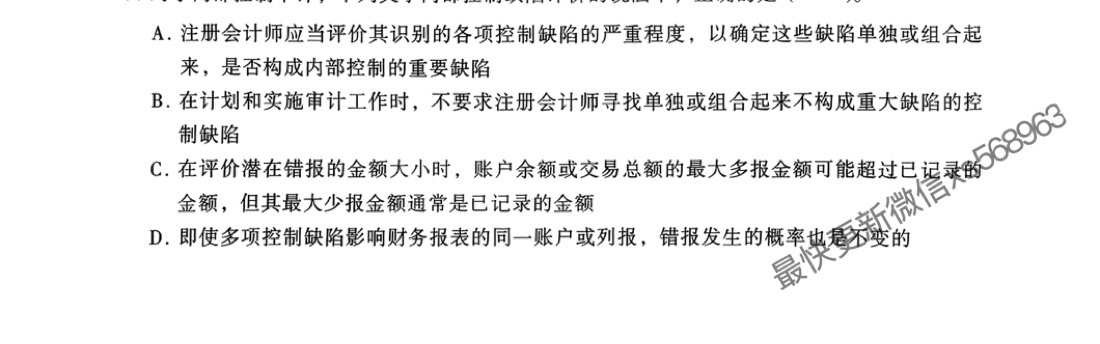 A. 注册会计师应当评价其识别的各项控制缺陷的严重程度，以确定这些缺陷单独或组合起
来，是否构成内部控制的重要缺陷
B. 在计划和实施审计工作时，不要求注册会计师寻找单独或组合起来不构成重大缺陷的控
制缺陷
C. 在评价潜在错报的金额大小时，账户余额或交易总额的最大多报金额可能超过已记录的
金额，但其最大少报金额通常是已记录的金额
D. 即使多项控制缺陷影响财务报表的同一账户或列报，错报发生的概率也是不变的
最快更新微信xs568963